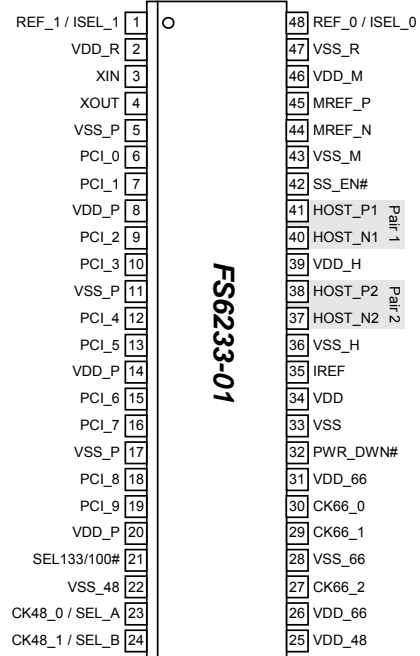 REF_1 / ISEL_1 1
VDD_R 2
XIN 3
XOUT 4
VSS_P 5
PCI_0 6
PCI_1 7
VDD_P 8
PCI_2 9
PCI_3 10
VSS_P 11
PCI_4 12
PCI_5 13
VDD_P 14
PCI_6 15
PCI_7 16
VSS_P 17
PCI_8 18
PCI_9 19
VDD_P 20
SEL133/100# 21
VSS_48 22
CK48_0 / SEL_A 23
CK48_1 / SEL_B 24
FS6233-01
48 REF_0 / ISEL_0
47 VSS_R
46 VDD_M
45 MREF_P
44 MREF_N
43 VSS_M
42 SS_EN#
41 HOST_P1
40 HOST_N1
Pair 1
39 VDD_H
38 HOST_P2
37 HOST_N2
Pair 2
36 VSS_H
35 IREF
34 VDD
33 VSS
32 PWR_DWN#
31 VDD_66
30 CK66_0
29 CK66_1
28 VSS_66
27 CK66_2
26 VDD_66
25 VDD_48